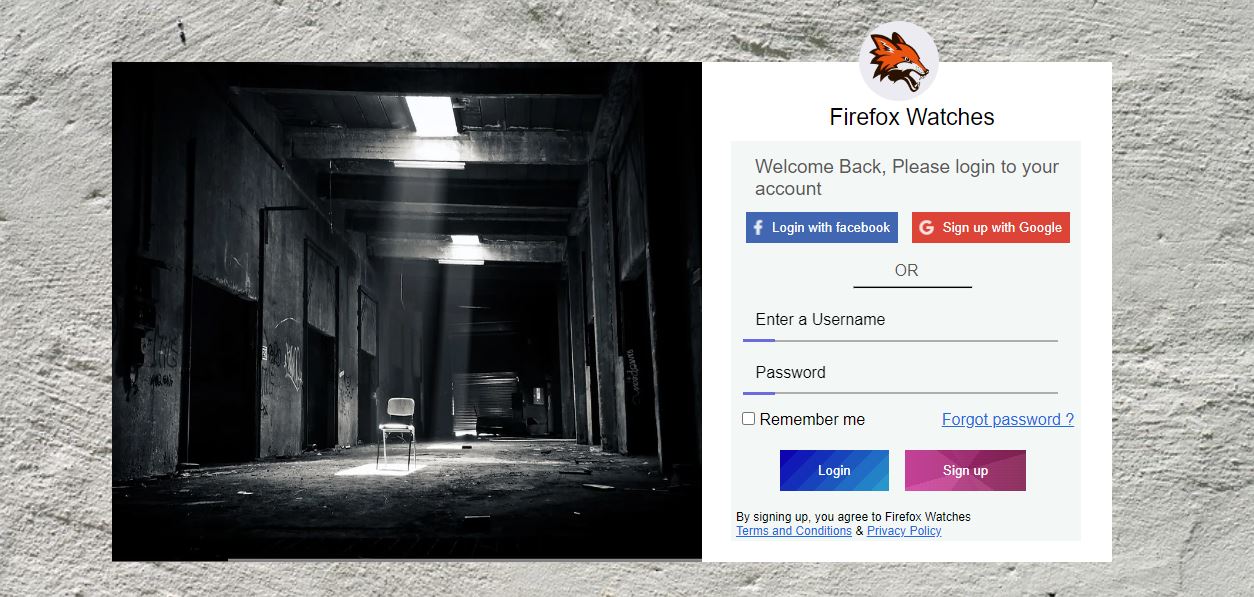 Firefox Watches
Welcome Back, Please login to your
account
Login with facebook
Sign up with Google
OR
Enter a Username
Password
Remember me
Forgot password ?
Login
Sign up
By signing up, you agree to Firefox Watches
Terms and Conditions & Privacy Policy